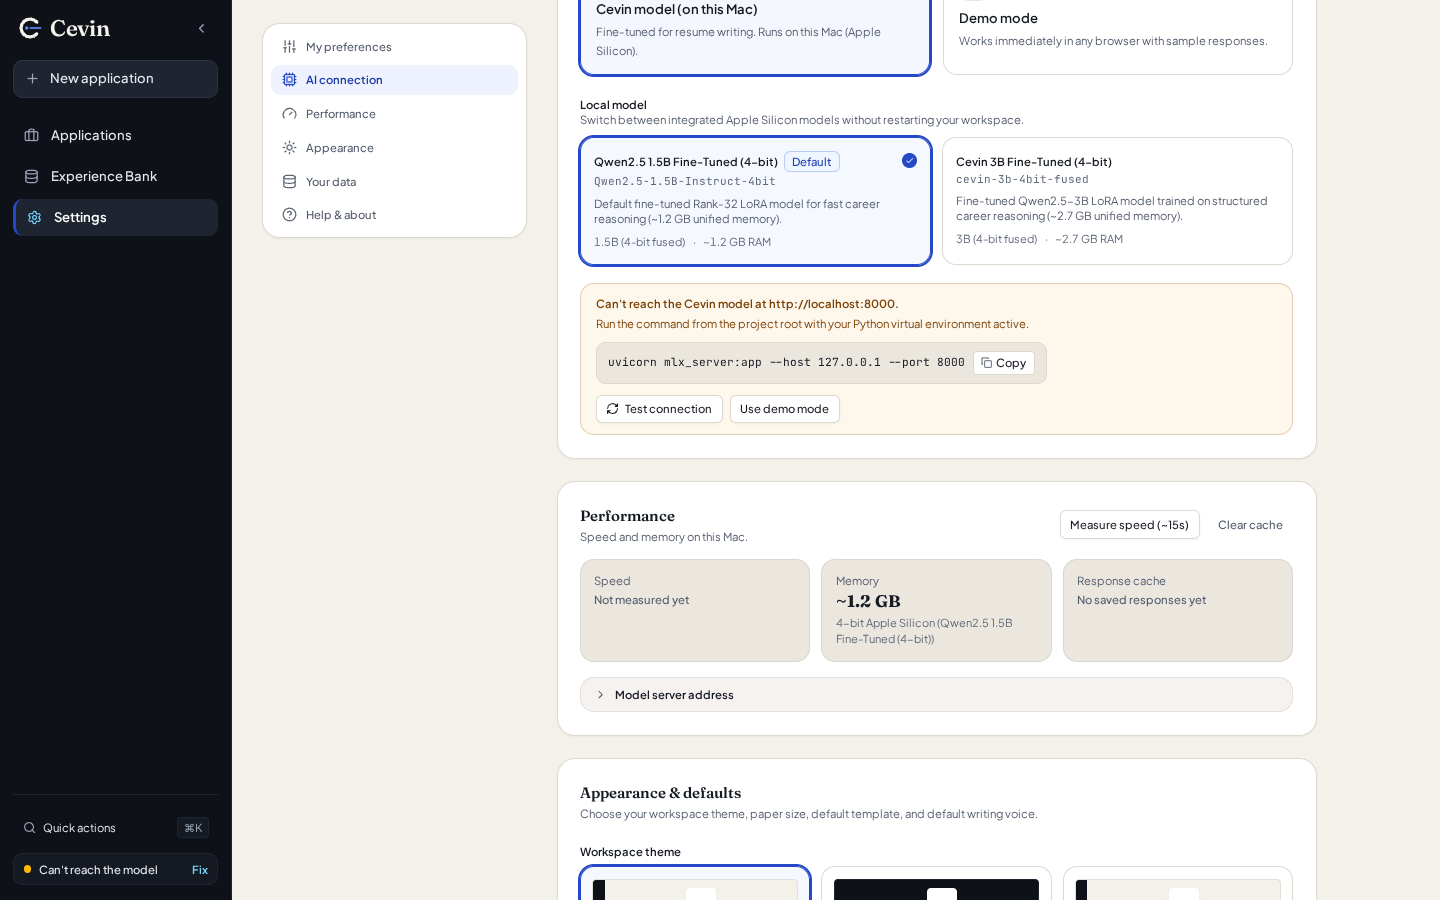 Cevin
New application
Applications
Experience Bank
Settings
Quick actions
⌘K
Can't reach the model
Fix
My preferences
AI connection
Performance
Appearance
Your data
Help & about
Cevin model (on this Mac)
Fine-tuned for resume writing. Runs on this Mac (Apple
Silicon).
Demo mode
Works immediately in any browser with sample responses.
Local model
Switch between integrated Apple Silicon models without restarting your workspace.
Qwen2.5 1.5B Fine-Tuned (4-bit)
Default
Qwen2.5-1.5B-Instruct-4bit
Default fine-tuned Rank-32 LoRA model for fast career
reasoning (~1.2 GB unified memory).
1.5B (4-bit fused) · ~1.2 GB RAM
Cevin 3B Fine-Tuned (4-bit)
cevin-3b-4bit-fused
Fine-tuned Qwen2.5-3B LoRA model trained on structured
career reasoning (~2.7 GB unified memory).
3B (4-bit fused) · ~2.7 GB RAM
Can't reach the Cevin model at http://localhost:8000.
Run the command from the project root with your Python virtual environment active.
uvicorn mlx_server:app --host 127.0.0.1 --port 8000
Copy
Test connection
Use demo mode
Performance
Speed and memory on this Mac.
Measure speed (~15s)
Clear cache
Speed
Not measured yet
Memory
~1.2 GB
4-bit Apple Silicon (Qwen2.5 1.5B
Fine-Tuned (4-bit))
Response cache
No saved responses yet
Model server address
Appearance & defaults
Choose your workspace theme, paper size, default template, and default writing voice.
Workspace theme